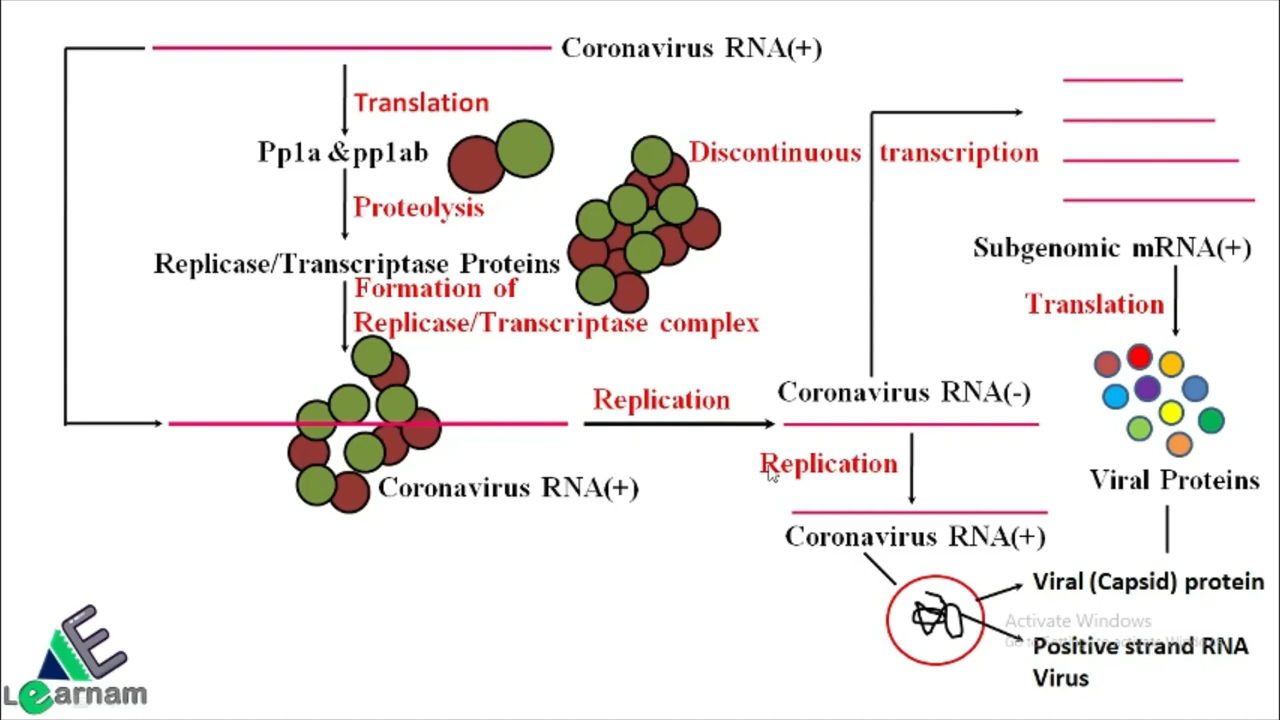 Coronavirus RNA(+)
Translation
Pp1a &pp1ab
Discontinuous transcription
Proteolysis
Replicase/Transcriptase Proteins
Formation of
Replicase/Transcriptase complex
Subgenomic mRNA(+)
Translation
Replication
Coronavirus RNA(-)
Replication
Coronavirus RNA(+)
Viral Proteins
Coronavirus RNA(+)
Viral (Capsid) protein
Activate Windows
Positive strand RNA
Virus
E
Learnam